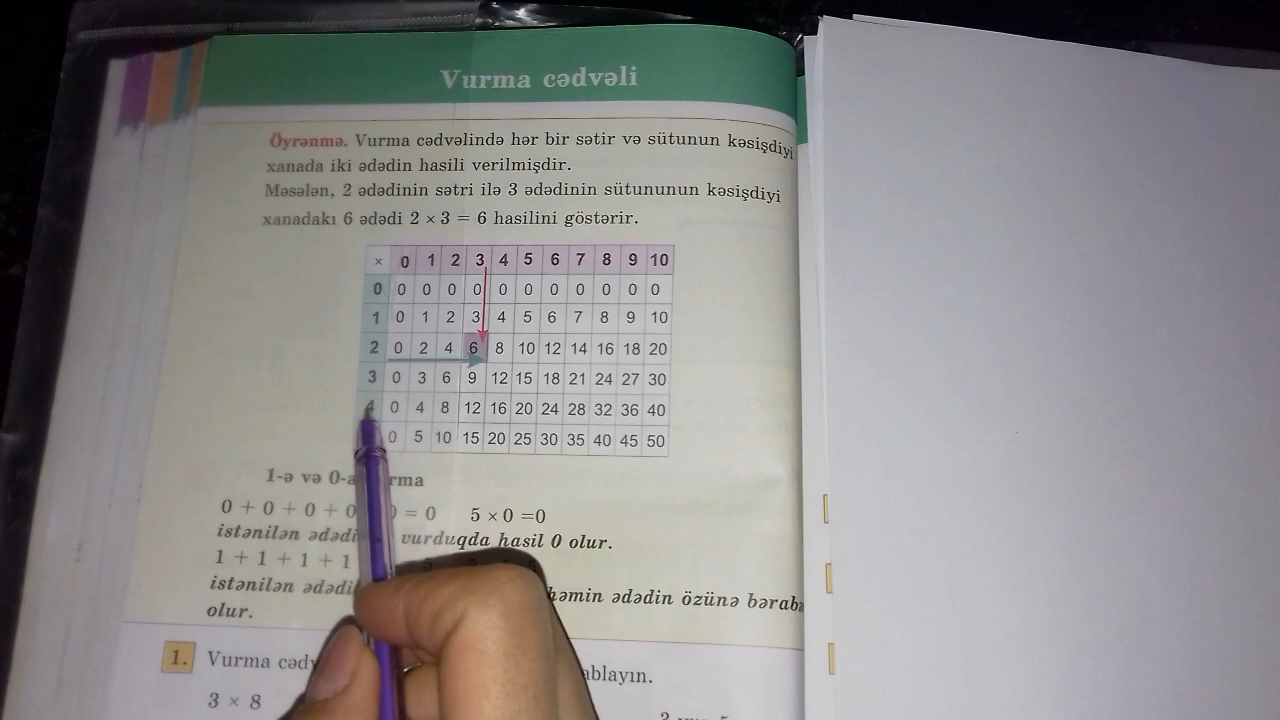 Vurma cədvəli
Öyrənmə. Vurma cədvəlində hər bir sətir və sütunun kəsişdiyi
xanada iki ədədin hasili verilmişdir.
Məsələn, 2 ədədinin sətri ilə 3 ədədinin sütununun kəsişdiyi
xanadakı 6 ədədi 2 × 3 = 6 hasilini göstərir.
× 0 1 2 3 4 5 6 7 8 9 10
0 0 0 0 0 0 0 0 0 0 0 0
1 0 1 2 3 4 5 6 7 8 9 10
2 0 2 4 6 8 10 12 14 16 18 20
3 0 3 6 9 12 15 18 21 24 27 30
4 0 4 8 12 16 20 24 28 32 36 40
0 5 10 15 20 25 30 35 40 45 50
1-ə və 0-a rma
0 + 0 + 0 + 0 0 = 0 5 × 0 =0
istənilən ədədi vurduqda hasil 0 olur.
1 + 1 + 1 + 1
istənilən ədədi həmin ədədin özünə bərabə
olur.
1. Vurma cədv ablayın.
3 × 8